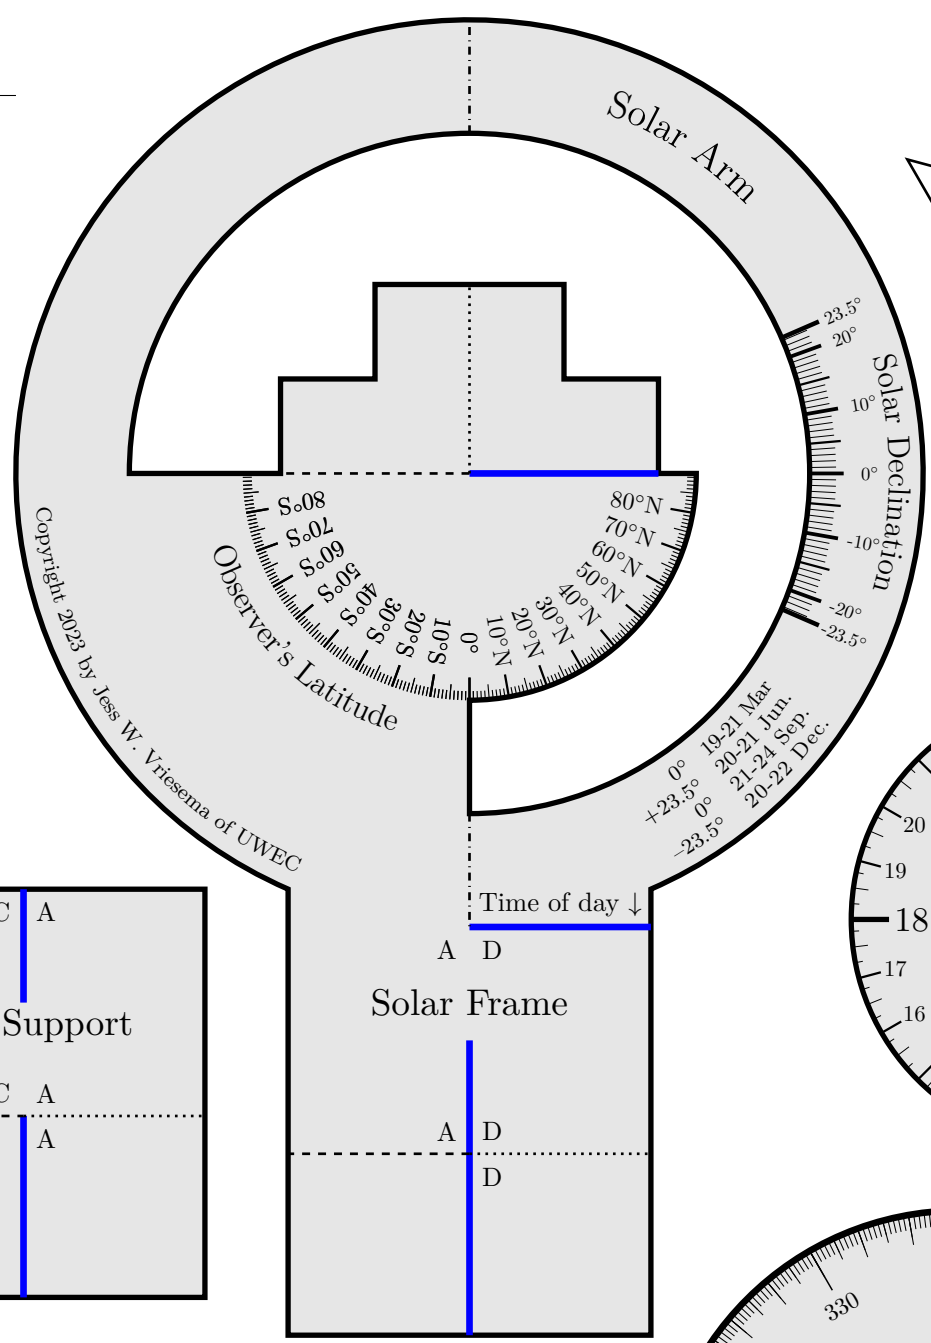 Solar Arm
23.5°
20°
10°
0°
-10°
-20°
-23.5°
Solar Declination
80°S
70°S
60°S
50°S
40°S
30°S
20°S
10°S
0°
10°N
20°N
30°N
40°N
50°N
60°N
70°N
80°N
Observer's Latitude
0° 19-21 Mar
+23.5° 20-21 Jun.
0° 21-24 Sep.
–23.5° 20-22 Dec.
Copyright 2023 by Jess W. Vriesema of UWEC
Time of day ↓
A D
Solar Frame
A D
D
C A
Support
C A
A
20
19
18
17
16
330